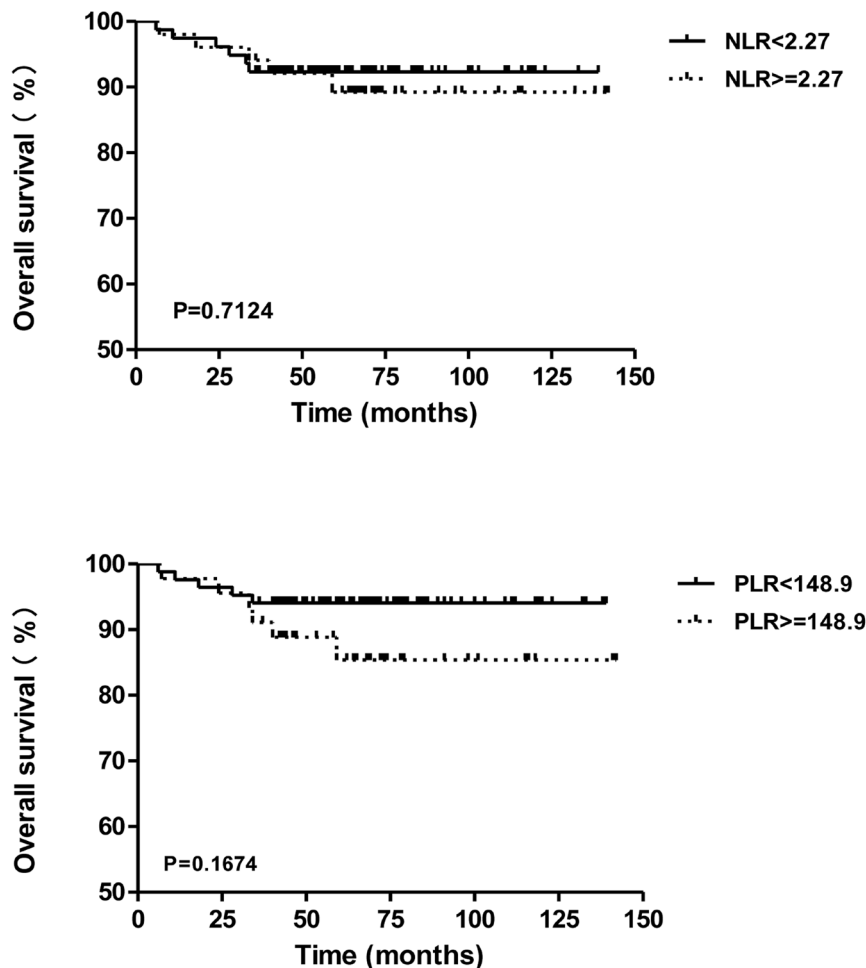 100
90
80
70
60
50
Overall survival （ %）
P=0.7124
0 25 50 75 100 125 150
Time (months)
NLR<2.27
NLR>=2.27
100
90
80
70
60
50
Overall survival （ %）
P=0.1674
0 25 50 75 100 125 150
Time (months)
PLR<148.9
PLR>=148.9